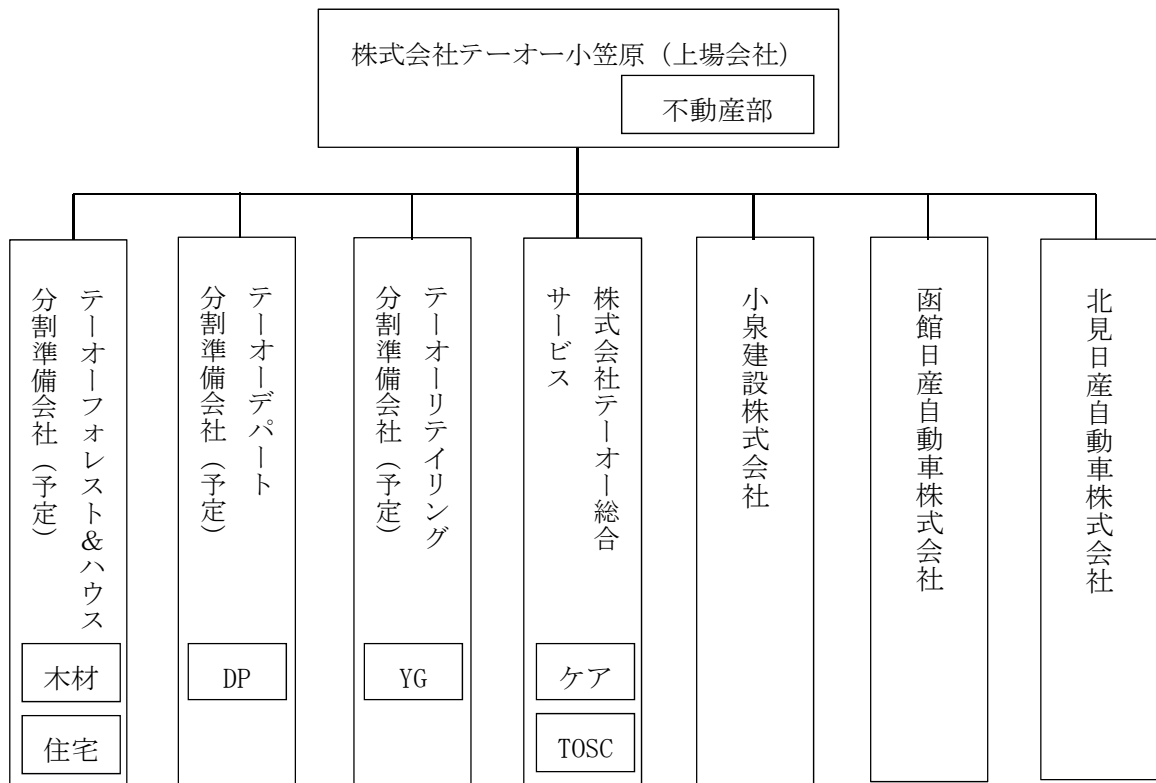 株式会社テーオー小笠原（上場会社）
不動産部
テーオーフォレスト&ハウス
分割準備会社（予定）
木材
住宅
テーオーデパート
分割準備会社（予定）
DP
テーオーリテイリング
分割準備会社（予定）
YG
株式会社テーオー総合
サービス
ケア
TOSC
小泉建設株式会社
函館日産自動車株式会社
北見日産自動車株式会社